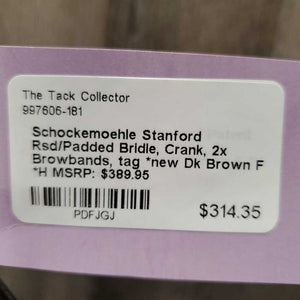 The Tack Collector
997606-181
Schockemoehle Stanford
Rsd/Padded Bridle, Crank, 2x
Browbands, tag *new Dk Brown F
*H MSRP: $389.95
PDFJGJ
$314.35